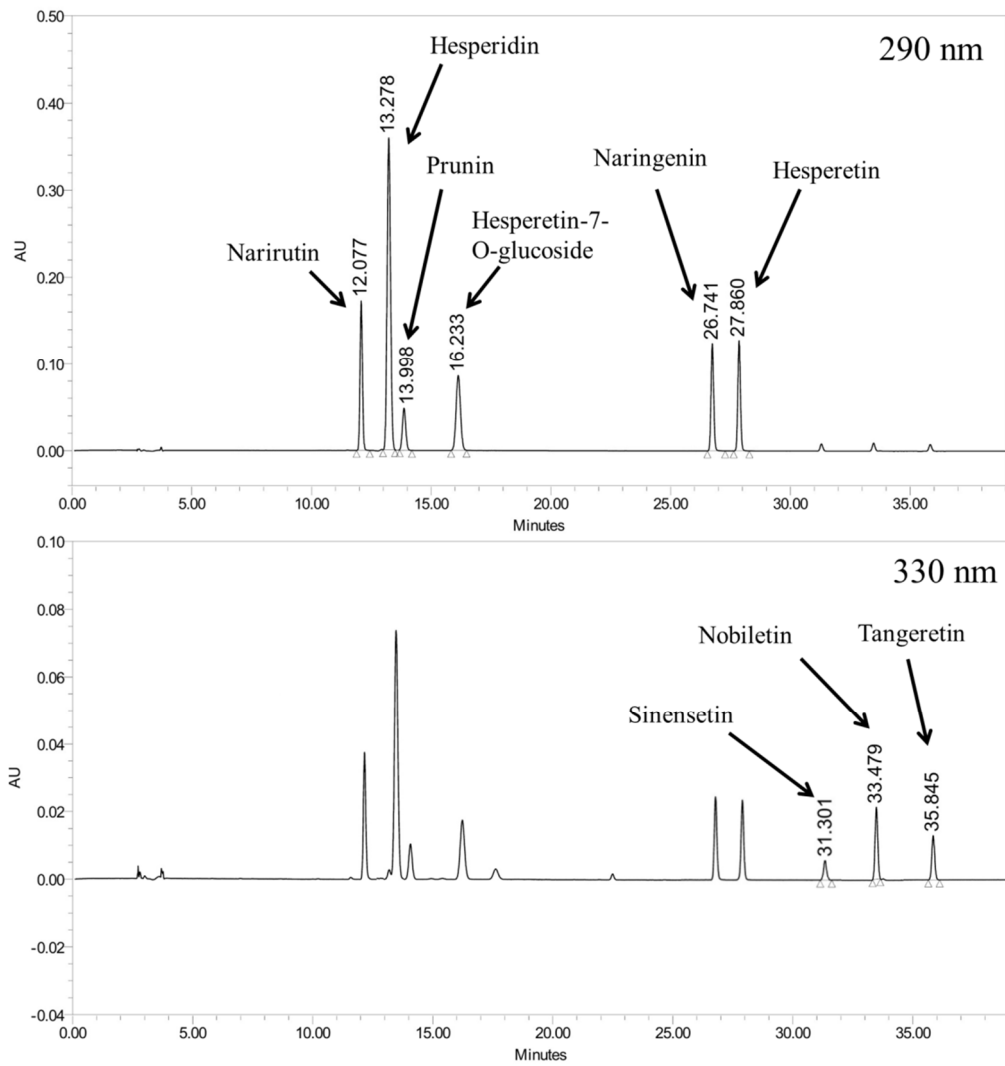 0.50
290 nm
Hesperidin
0.40
13.278
Prunin
Naringenin
Hesperetin
0.30
Hesperetin-7-
O-glucoside
Narirutin
12.077
AU
0.20
16.233
26.741
27.860
13.998
0.10
0.00
0.00
5.00
10.00
15.00
20.00
25.00
30.00
35.00
Minutes
0.10
330 nm
0.08
Nobiletin
Tangeretin
0.06
Sinensetin
0.04
AU
33.479
35.845
31.301
0.02
0.00
-0.02
-0.04
0.00
5.00
10.00
15.00
20.00
25.00
30.00
35.00
Minutes